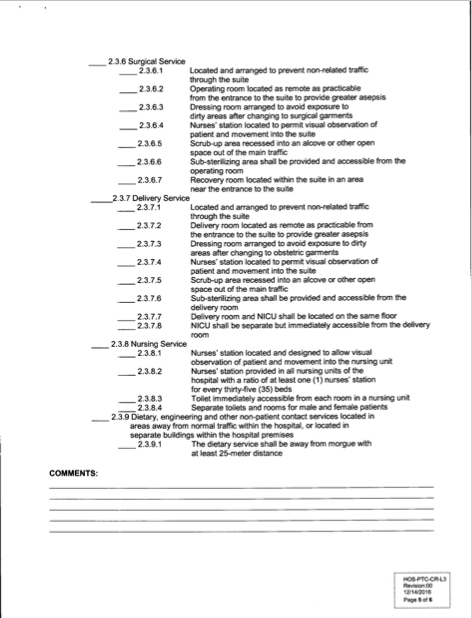 ____ 2.3.6 Surgical Service
____ 2.3.6.1 Located and arranged to prevent non-related traffic
through the suite
____ 2.3.6.2 Operating room located as remote as practicable
from the entrance to the suite to provide greater asepsis
____ 2.3.6.3 Dressing room arranged to avoid exposure to
dirty areas after changing to surgical garments
____ 2.3.6.4 Nurses' station located to permit visual observation of
patient and movement into the suite
____ 2.3.6.5 Scrub-up area recessed into an alcove or other open
space out of the main traffic
____ 2.3.6.6 Sub-sterilizing area shall be provided and accessible from the
operating room
____ 2.3.6.7 Recovery room located within the suite in an area
near the entrance to the suite
____2.3.7 Delivery Service
____ 2.3.7.1 Located and arranged to prevent non-related traffic
through the suite
____ 2.3.7.2 Delivery room located as remote as practicable from
the entrance to the suite to provide greater asepsis
____ 2.3.7.3 Dressing room arranged to avoid exposure to dirty
areas after changing to obstetric garments
____ 2.3.7.4 Nurses' station located to permit visual observation of
patient and movement into the suite
____ 2.3.7.5 Scrub-up area recessed into an alcove or other open
space out of the main traffic
____ 2.3.7.6 Sub-sterilizing area shall be provided and accessible from the
delivery room
____ 2.3.7.7 Delivery room and NICU shall be located on the same floor
____ 2.3.7.8 NICU shall be separate but immediately accessible from the delivery
room
____ 2.3.8 Nursing Service
____ 2.3.8.1 Nurses' station located and designed to allow visual
observation of patient and movement into the nursing unit
____ 2.3.8.2 Nurses' station provided in all nursing units of the
hospital with a ratio of at least one (1) nurses' station
for every thirty-five (35) beds
____ 2.3.8.3 Toilet immediately accessible from each room in a nursing unit
____ 2.3.8.4 Separate toilets and rooms for male and female patients
____ 2.3.9 Dietary, engineering and other non-patient contact services located in
areas away from normal traffic within the hospital, or located in
separate buildings within the hospital premises
____ 2.3.9.1 The dietary service shall be away from morgue with
at least 25-meter distance
COMMENTS:
HOS-PTC-CR-L3
Revision:00
12/14/2016
Page 5 of 6